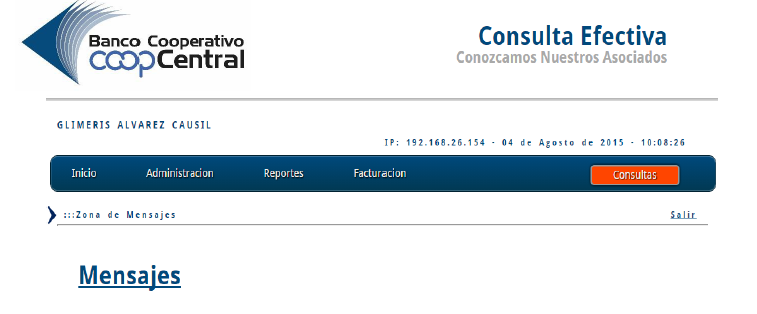 Banco Cooperativo
coopCentral
Consulta Efectiva
Conozcamos Nuestros Asociados
GLIMERIS ALVAREZ CAUSIL
IP: 192.168.26.154 - 04 de Agosto de 2015 - 10:08:26
Inicio Administracion Reportes Facturacion Consultas
:::Zona de Mensajes Salir
Mensajes